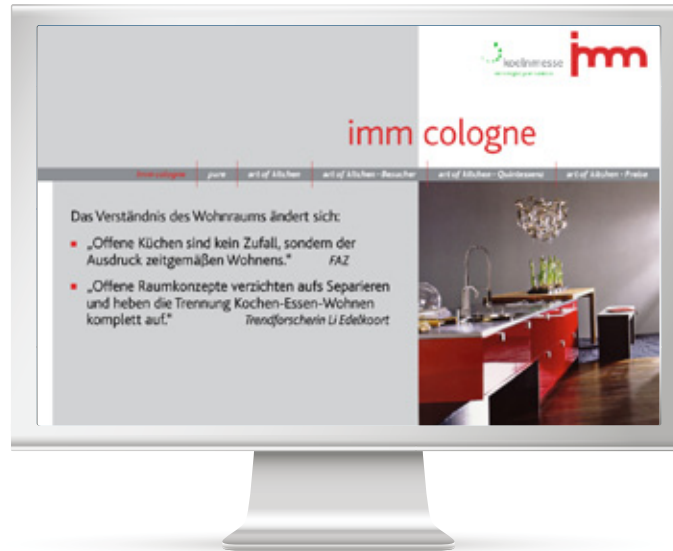 koelnmesse
imm
imm cologne
imm cologne
pure
art of kitchen
art of kitchen - Besucher
art of kitchen - Quintessenz
art of kitchen - Preise
Das Verständnis des Wohnraums ändert sich:
„Offene Küchen sind kein Zufall, sondern der
Ausdruck zeitgemäßen Wohnens.“ FAZ
„Offene Raumkonzepte verzichten aufs Separieren
und heben die Trennung Kochen-Essen-Wohnen
komplett auf.“ Trendforscherin Li Edelkoort